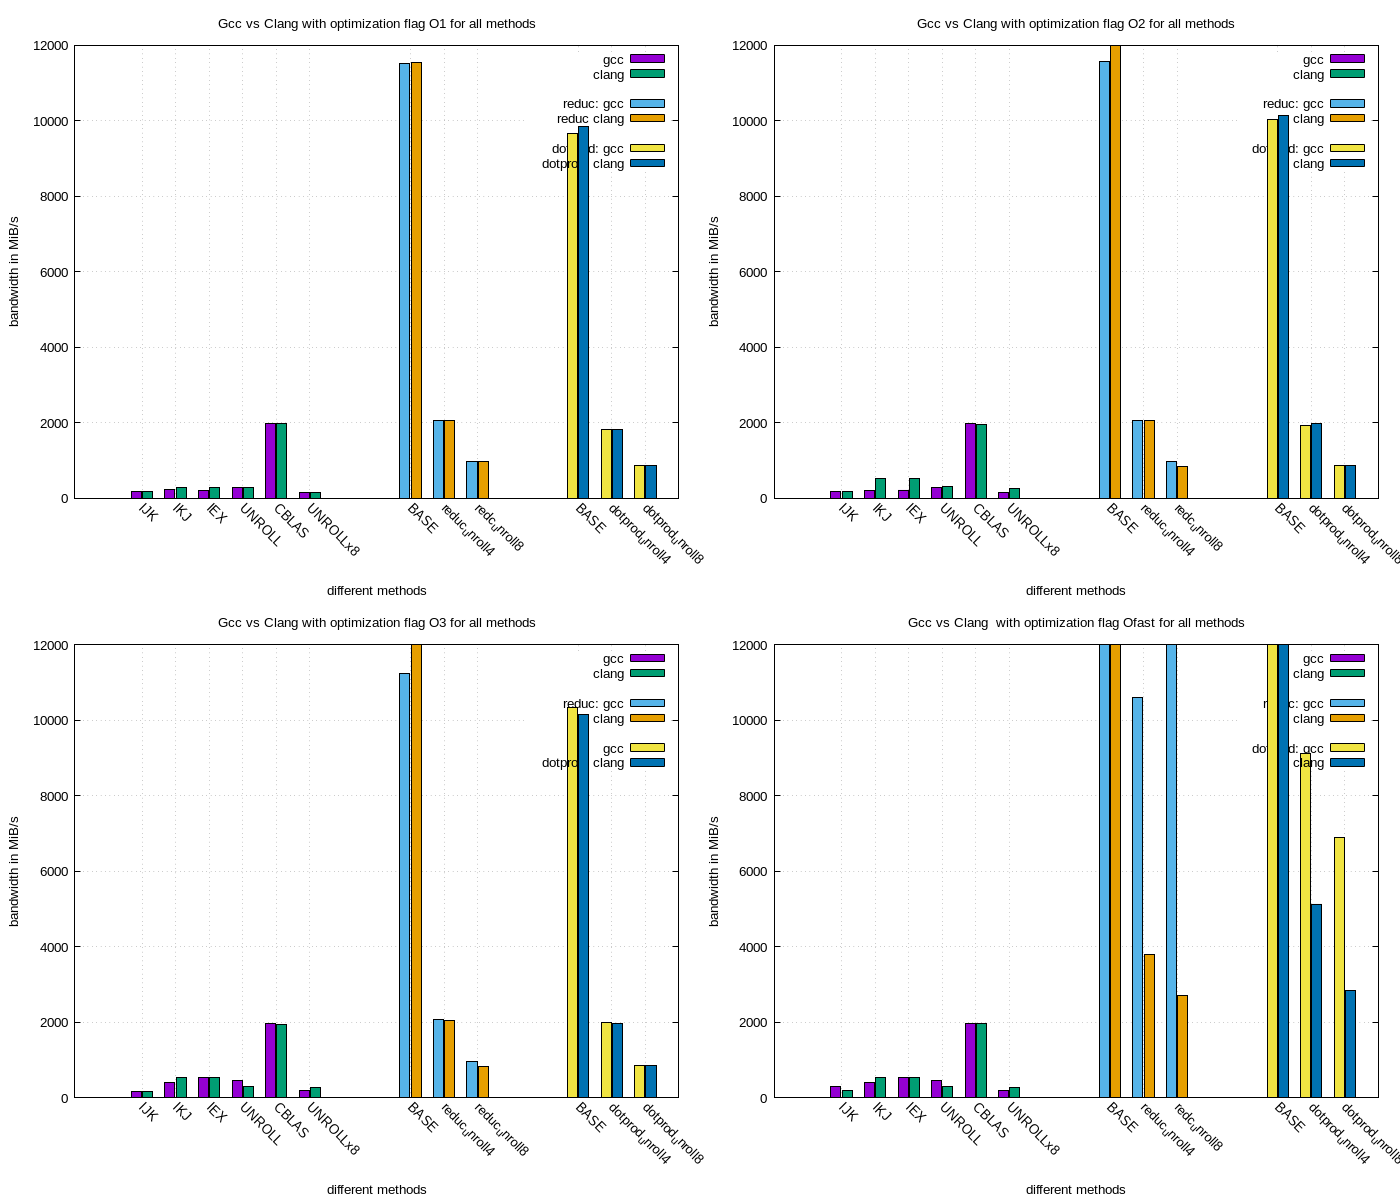 Gcc vs Clang with optimization flag O1 for all methods
12000
10000
8000
6000
4000
2000
0
bandwidth in MiB/s
gcc
clang
reduc: gcc
reduc clang
d: gcc
clang
IJK
IKJ
IEX
UNROLL
CBLAS
UNROLLx8
BASE
reduc_unroll4
redc_unroll8
BASE
dotprod_unroll4
dotprod_unroll8
different methods
Gcc vs Clang with optimization flag O2 for all methods
12000
10000
8000
6000
4000
2000
0
bandwidth in MiB/s
gcc
clang
reduc: gcc
clang
d: gcc
clang
IJK
IKJ
IEX
UNROLL
CBLAS
UNROLLx8
BASE
reduc_unroll4
redc_unroll8
BASE
dotprod_unroll4
dotprod_unroll8
different methods
Gcc vs Clang with optimization flag O3 for all methods
12000
10000
8000
6000
4000
2000
0
bandwidth in MiB/s
gcc
clang
reduc: gcc
clang
gcc
clang
IJK
IKJ
IEX
UNROLL
CBLAS
UNROLLx8
BASE
reduc_unroll4
reduc_unroll8
BASE
dotprod_unroll4
dotprod_unroll8
different methods
Gcc vs Clang  with optimization flag Ofast for all methods
12000
10000
8000
6000
4000
2000
0
bandwidth in MiB/s
gcc
clang
gcc
clang
d: gcc
clang
IJK
IKJ
IEX
UNROLL
CBLAS
UNROLLx8
BASE
reduc_unroll4
redc_unroll8
BASE
dotprod_unroll4
dotprod_unroll8
different methods